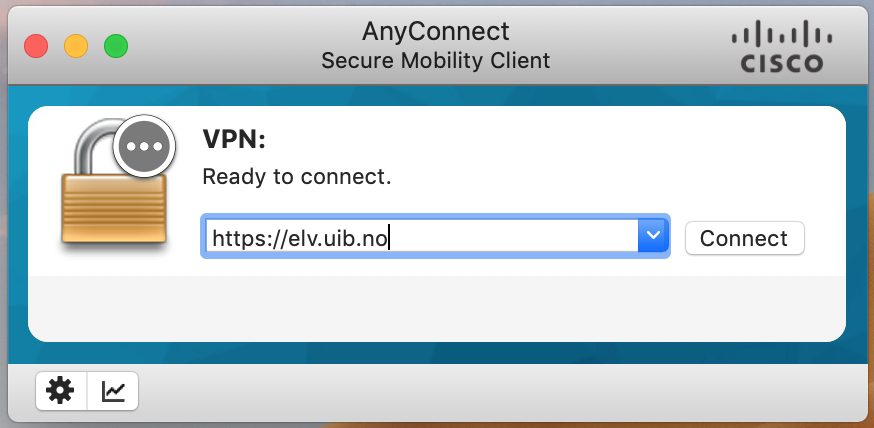 AnyConnect
Secure Mobility Client
CISCO
VPN:
Ready to connect.
https://elv.uib.no
Connect